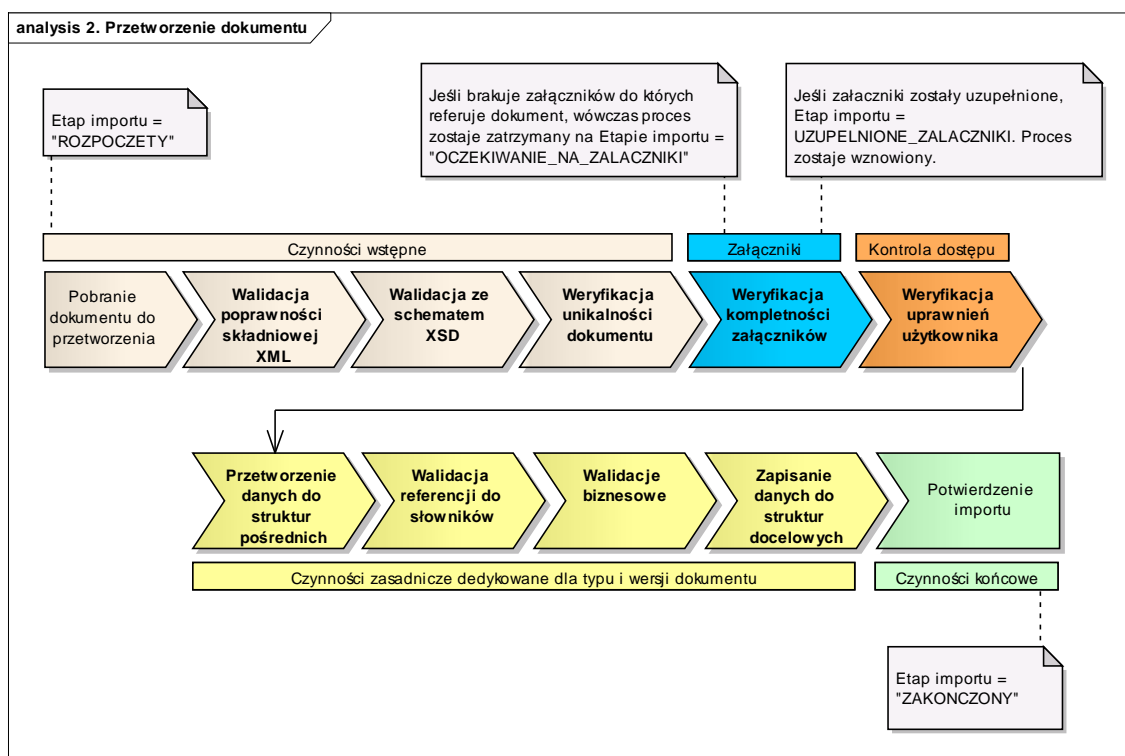 analysis 2. Przetworzenie dokumentu
Etap importu =
"ROZPOCZETY"
Jeśli brakuje załączników do których
referuje dokument, wówczas proces
zostaje zatrzymany na Etapie importu =
"OCZEKIWANIE_NA_ZALACZNIKI"
Jeśli załaczniki zostały uzupełnione,
Etap importu =
UZUPELNIONE_ZALACZNIKI. Proces
zostaje wznowiony.
Czynności wstępne
Załączniki
Kontrola dostępu
Pobranie
dokumentu do
przetworzenia
Walidacja
poprawności
składniowej
XML
Walidacja ze
schematem
XSD
Weryfikacja
unikalności
dokumentu
Weryfikacja
kompletności
załączników
Weryfikacja
uprawnień
użytkownika
Przetworzenie
danych do
struktur
pośrednich
Walidacja
referencji do
słowników
Walidacje
biznesowe
Zapisanie
danych do
struktur
docelowych
Potwierdzenie
importu
Czynności zasadnicze dedykowane dla typu i wersji dokumentu
Czynności końcowe
Etap importu =
"ZAKONCZONY"